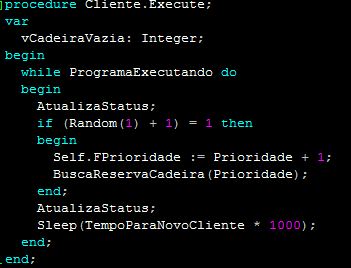 procedure Cliente.Execute;
var
vCadeiraVazia: Integer;
begin
while ProgramaExecutando do
begin
AtualizaStatus;
if (Random(1) + 1) = 1 then
begin
Self.FPrioridade := Prioridade + 1;
BuscaReservaCadeira(Prioridade);
end;
AtualizaStatus;
Sleep(TempoParaNovoCliente * 1000);
end;
end;